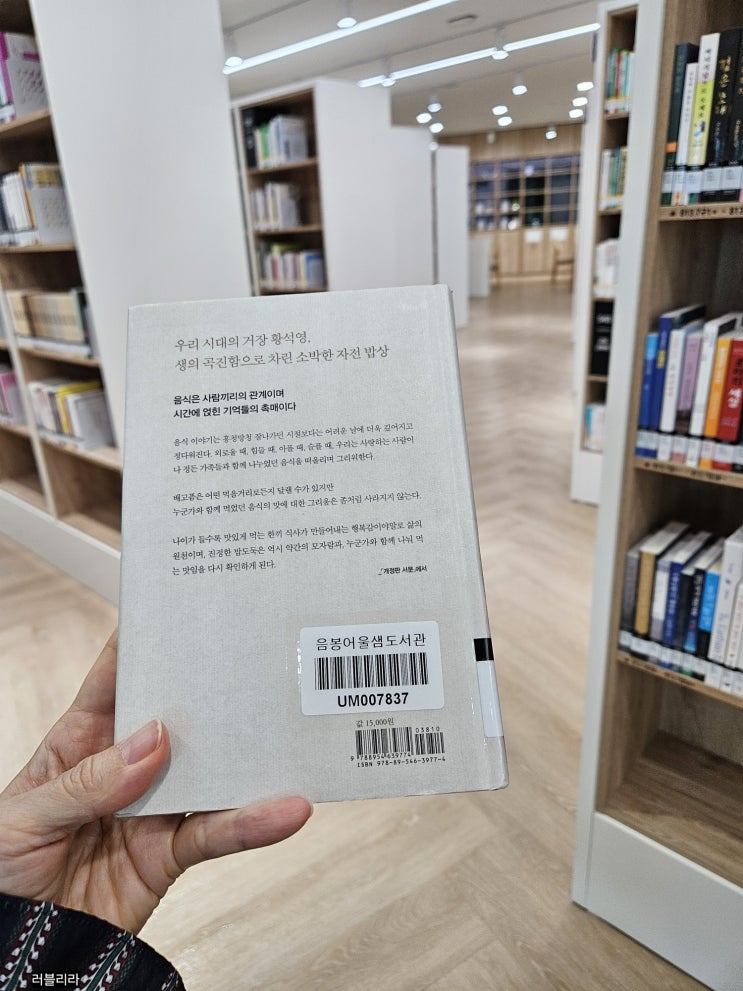 우리 시대의 거장 황석영,
생의 곡진함으로 차린 소박한 자전 밥상
음식은 사람끼리의 관계이며
시간에 얹힌 기억들의 촉매이다
음식 이야기는 흥청망청 잘나가던 시절보다는 어려운 날에 더욱 깊어지고
정다워진다. 외로울 때, 힘들 때, 아플 때, 슬플 때, 우리는 사랑하는 사람이
나 정든 가족들과 함께 나누었던 음식을 떠올리며 그리워한다.
배고픔은 어떤 먹을거리로든지 달랠 수가 있지만
누군가와 함께 먹었던 음식의 맛에 대한 그리움은 좀처럼 사라지지 않는다.
나이가 들수록 맛있게 먹는 한끼 식사가 만들어내는 행복감이야말로 삶의
원천이며, 진정한 밥도둑은 역시 약간의 모자람과, 누군가와 함께 나눠 먹
는 맛임을 다시 확인하게 된다.
_「개정판 서문」에서
음봉어울샘도서관
UM007837
값 15,000원
03810
9 788954 639774
ISBN 978-89-546-3977-4
러블리라